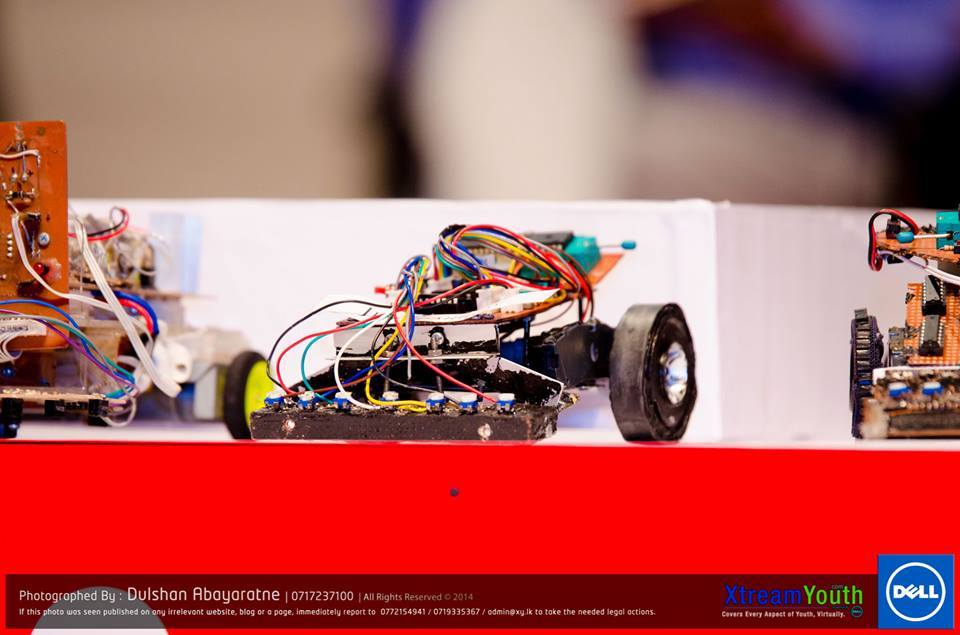 Photographed By : Dulshan Abayaratne | 0717237100 | All Rights Reserved © 2014
If this photo was seen published on any irrelevant website, blog or a page, immediately report to 0772154941 / 0719335367 / admin@xy.lk to take the needed legal actions.
XtreamYouth.com
Covers Every Aspect of Youth, Virtually.
DELL